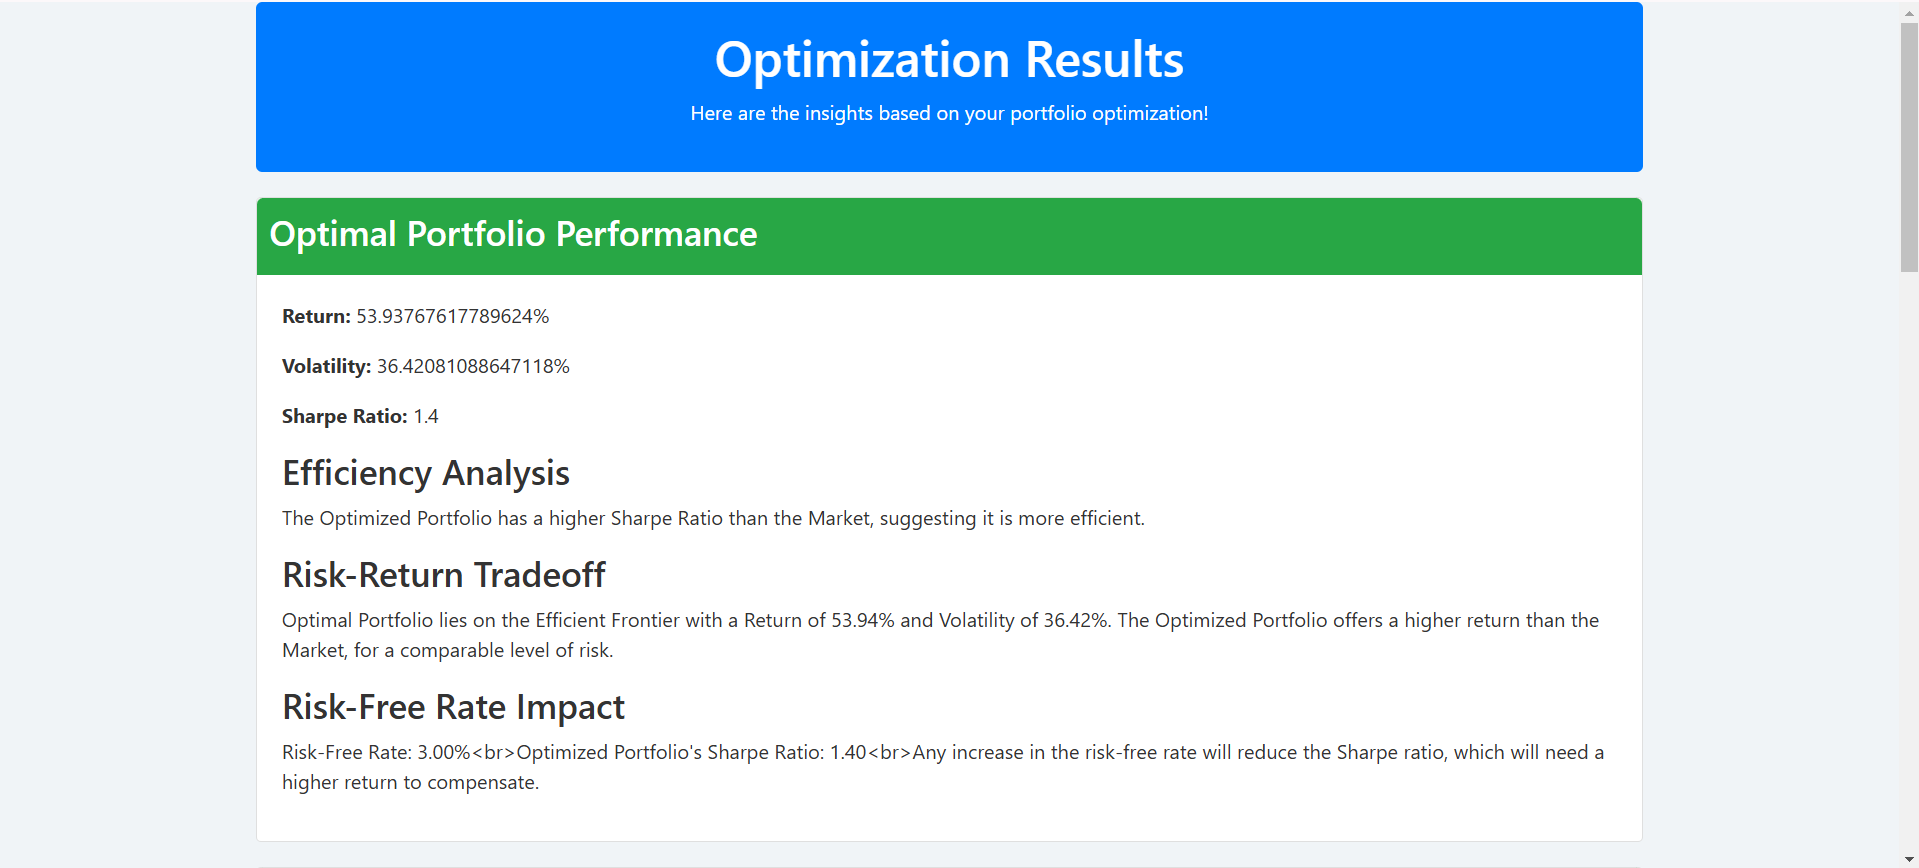 Optimization Results
Here are the insights based on your portfolio optimization!
Optimal Portfolio Performance
Return: 53.93767617789624%
Volatility: 36.42081088647118%
Sharpe Ratio: 1.4
Efficiency Analysis
The Optimized Portfolio has a higher Sharpe Ratio than the Market, suggesting it is more efficient.
Risk-Return Tradeoff
Optimal Portfolio lies on the Efficient Frontier with a Return of 53.94% and Volatility of 36.42%. The Optimized Portfolio offers a higher return than the
Market, for a comparable level of risk.
Risk-Free Rate Impact
Risk-Free Rate: 3.00%<br>Optimized Portfolio's Sharpe Ratio: 1.40<br>Any increase in the risk-free rate will reduce the Sharpe ratio, which will need a
higher return to compensate.